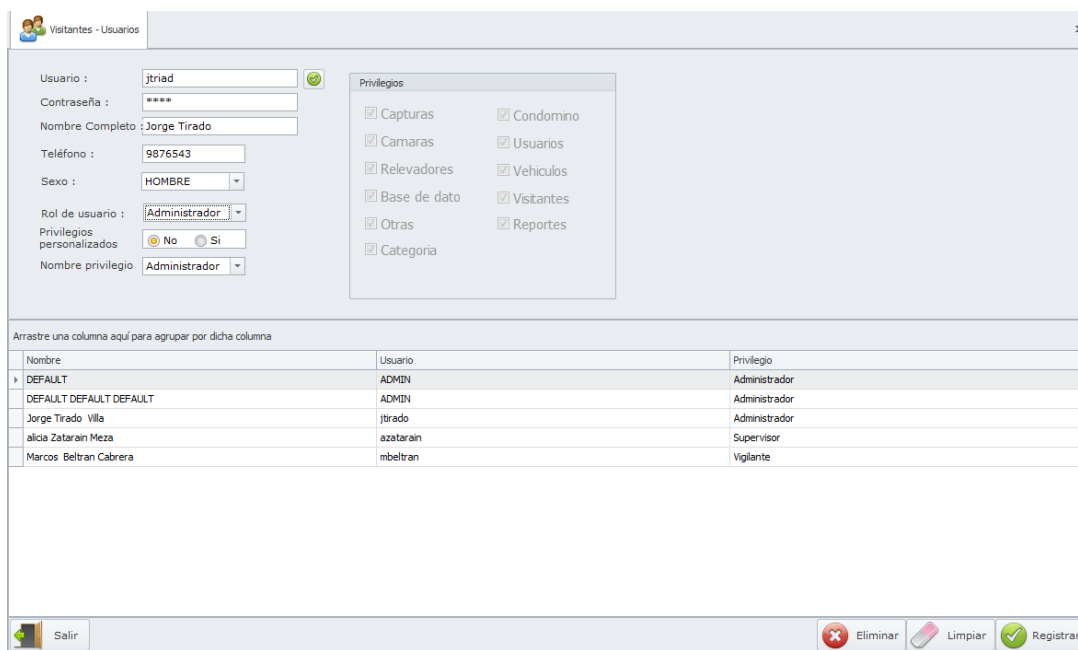 Visitantes - Usuarios
Usuario : jtriad
Contraseña : ****
Nombre Completo : Jorge Tirado
Teléfono : 9876543
Sexo : HOMBRE
Rol de usuario : Administrador
Privilegios personalizados No Si
Nombre privilegio Administrador
Privilegios
Capturas Condomino
Camaras Usuarios
Relevadores Vehiculos
Base de dato Visitantes
Otras Reportes
Categoria
Arrastre una columna aquí para agrupar por dicha columna
Nombre Usuario Privilegio
DEFAULT ADMIN Administrador
DEFAULT DEFAULT DEFAULT ADMIN Administrador
Jorge Tirado Villa jtirado Administrador
alicia Zatarain Meza azatarain Supervisor
Marcos Beltran Cabrera mbeltran Vigilante
Salir Eliminar Limpiar Registrar